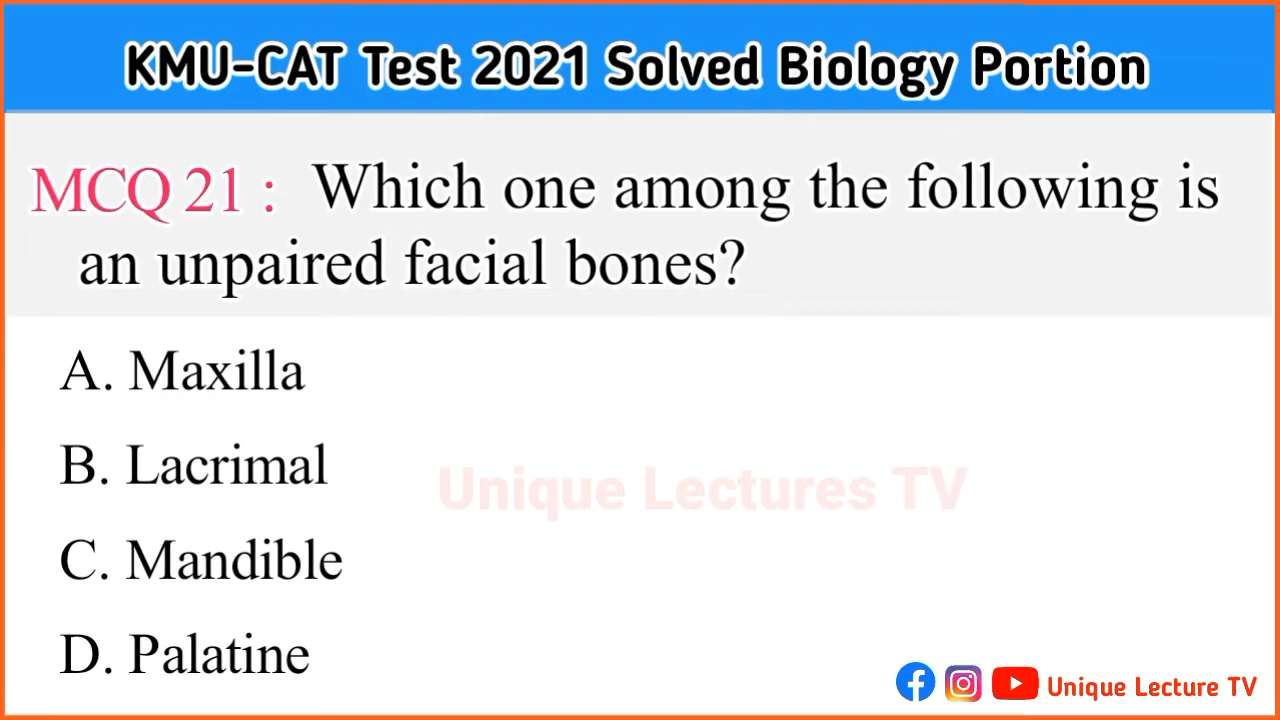 KMU-CAT Test 2021 Solved Biology Portion
MCQ 21 : Which one among the following is
an unpaired facial bones?
A. Maxilla
B. Lacrimal
Unique Lectures TV
C. Mandible
D. Palatine
Unique Lecture TV